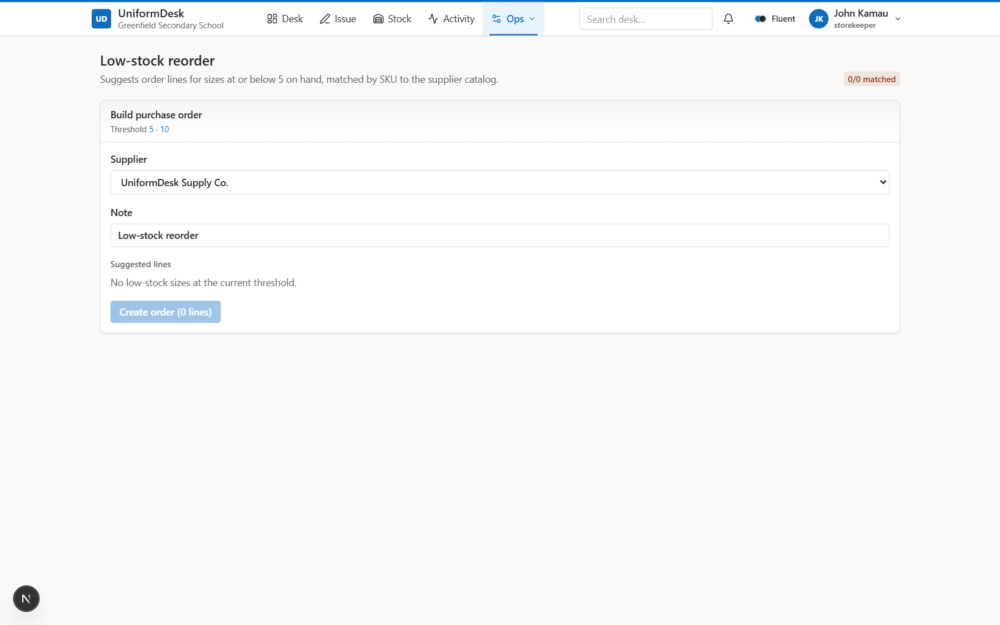 UD
UniformDesk
Greenfield Secondary School
Desk
Issue
Stock
Activity
Ops
Search desk...
Fluent
JK
John Kamau
storekeeper
Low-stock reorder
Suggests order lines for sizes at or below 5 on hand, matched by SKU to the supplier catalog.
0/0 matched
Build purchase order
Threshold 5 · 10
Supplier
UniformDesk Supply Co.
Note
Low-stock reorder
Suggested lines
No low-stock sizes at the current threshold.
Create order (0 lines)
N